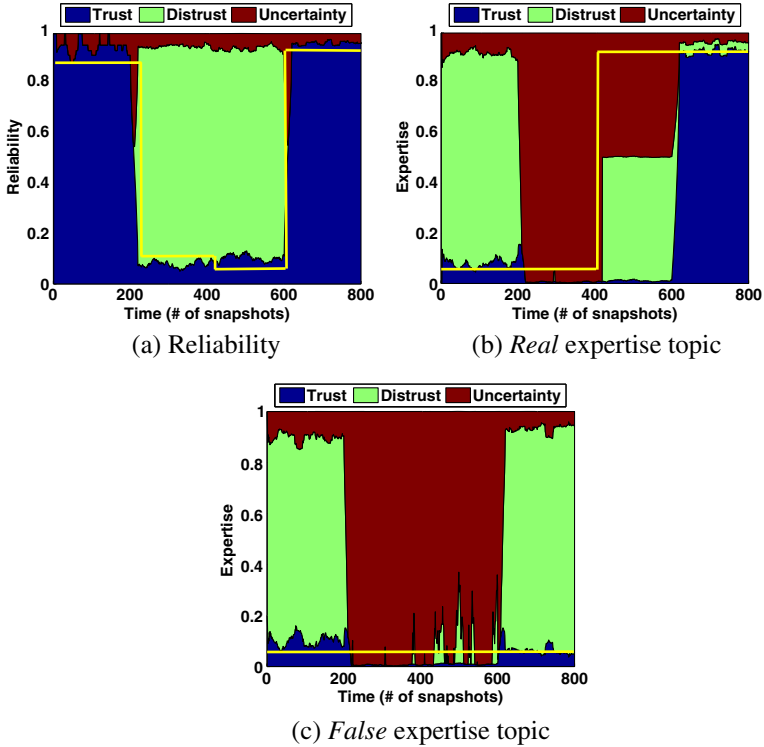 Trust Distrust Uncertainty
Trust Distrust Uncertainty
1
0.8
0.6
0.4
0.2
0
Reliability
0 200 400 600 800
Time (# of snapshots)
(a) Reliability
1
0.8
0.6
0.4
0.2
0
Expertise
0 200 400 600 800
Time (# of snapshots)
(b) Real expertise topic
Trust Distrust Uncertainty
1
0.8
0.6
0.4
0.2
0
Expertise
0 200 400 600 800
Time (# of snapshots)
(c) False expertise topic